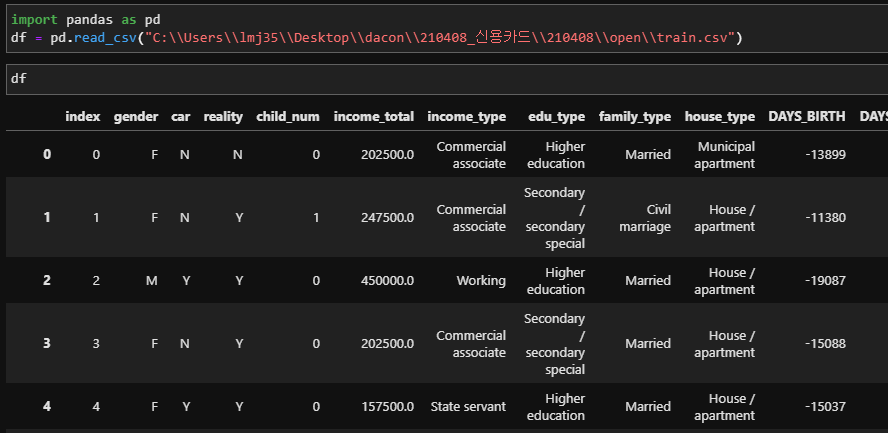 import pandas as pd
df = pd.read_csv("C:\\Users\\lmj35\\Desktop\\dacon\\210408_신용카드\\210408\\open\\train.csv")
df
index gender car reality child_num income_total income_type edu_type family_type house_type DAYS_BIRTH DAYS
0 0 F N N 0 202500.0 Commercial associate Higher education Married Municipal apartment -13899
1 1 F N Y 1 247500.0 Commercial associate Secondary / secondary special Civil marriage House / apartment -11380
2 2 M Y Y 0 450000.0 Working Higher education Married House / apartment -19087
3 3 F N Y 0 202500.0 Commercial associate Secondary / secondary special Married House / apartment -15088
4 4 F Y Y 0 157500.0 State servant Higher education Married House / apartment -15037